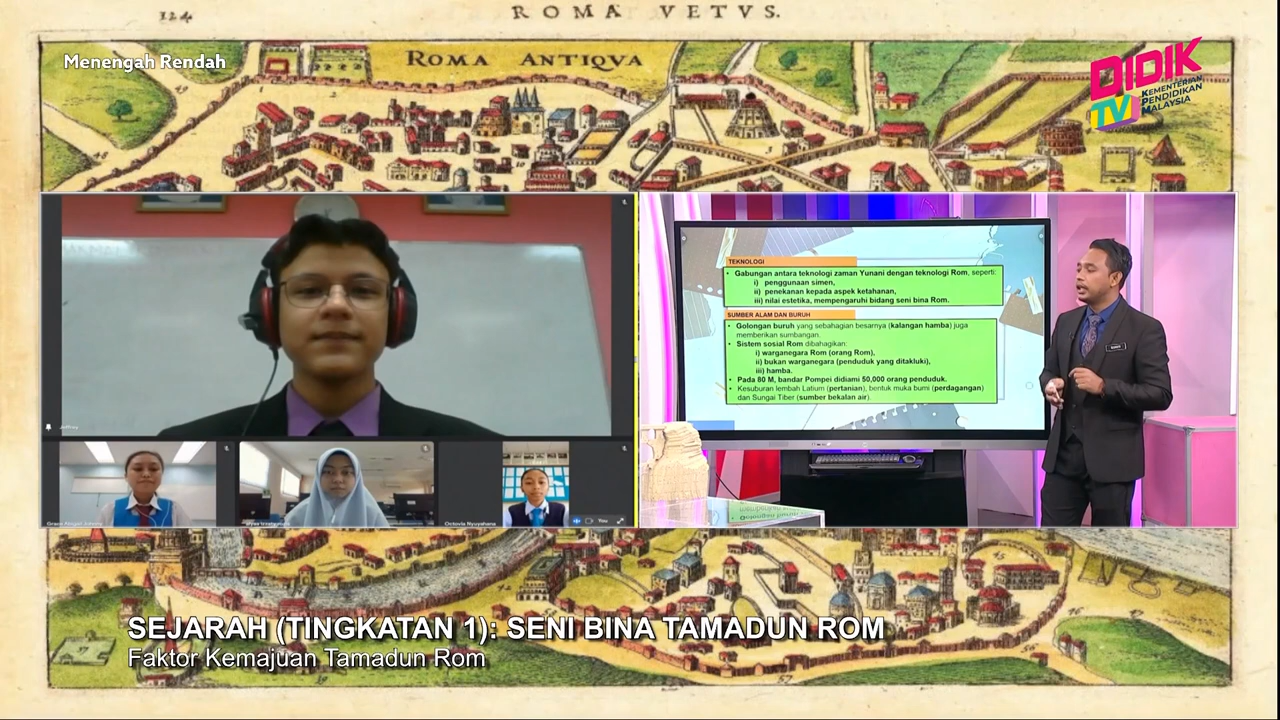 124
ROMA VETVS.
ROMA ANTIQVA
Menengah Rendah
DIDIK
TV
KEMENTERIAN
PENDIDIKAN
MALAYSIA
TEKNOLOGI
• Gabungan antara teknologi zaman Yunani dengan teknologi Rom, seperti:
i) penggunaan simen,
ii) penekanan kepada aspek ketahanan,
iii) nilai estetika, mempengaruhi bidang seni bina Rom.
SUMBER ALAM DAN BURUH
• Golongan buruh yang sebahagian besarnya (kalangan hamba) juga
memberikan sumbangan.
• Sistem sosial Rom dibahagikan:
i) warganegara Rom (orang Rom),
ii) bukan warganegara (penduduk yang ditakluki),
iii) hamba.
• Pada 80 M, bandar Pompei didiami 50,000 orang penduduk.
• Kesuburan lembah Latium (pertanian), bentuk muka bumi (perdagangan)
dan Sungai Tiber (sumber bekalan air).
Jeffrey
Octovia Nyuyahana
You
SEJARAH (TINGKATAN 1): SENI BINA TAMADUN ROM
Faktor Kemajuan Tamadun Rom